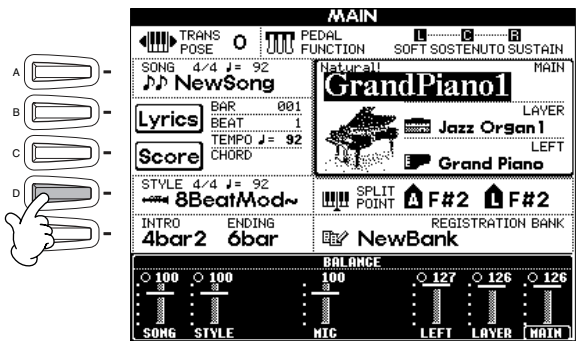 MAIN
TRANS POSE 0
PEDAL FUNCTION
L C R
SOFT SOSTENUTO SUSTAIN
SONG 4/4 ♩= 92
NewSong
Natural! MAIN
GrandPiano1
Lyrics
BAR 001
BEAT 1
LAYER
Jazz Organ1
Score
TEMPO ♩= 92
CHORD
LEFT
Grand Piano
STYLE 4/4 ♩= 92
8BeatMod~
SPLIT POINT A F#2 L F#2
INTRO ENDING
4bar2 6bar
REGISTRATION BANK
NewBank
BALANCE
100 100 100 127 126 126
SONG STYLE MIC LEFT LAYER MAIN
A
B
C
D